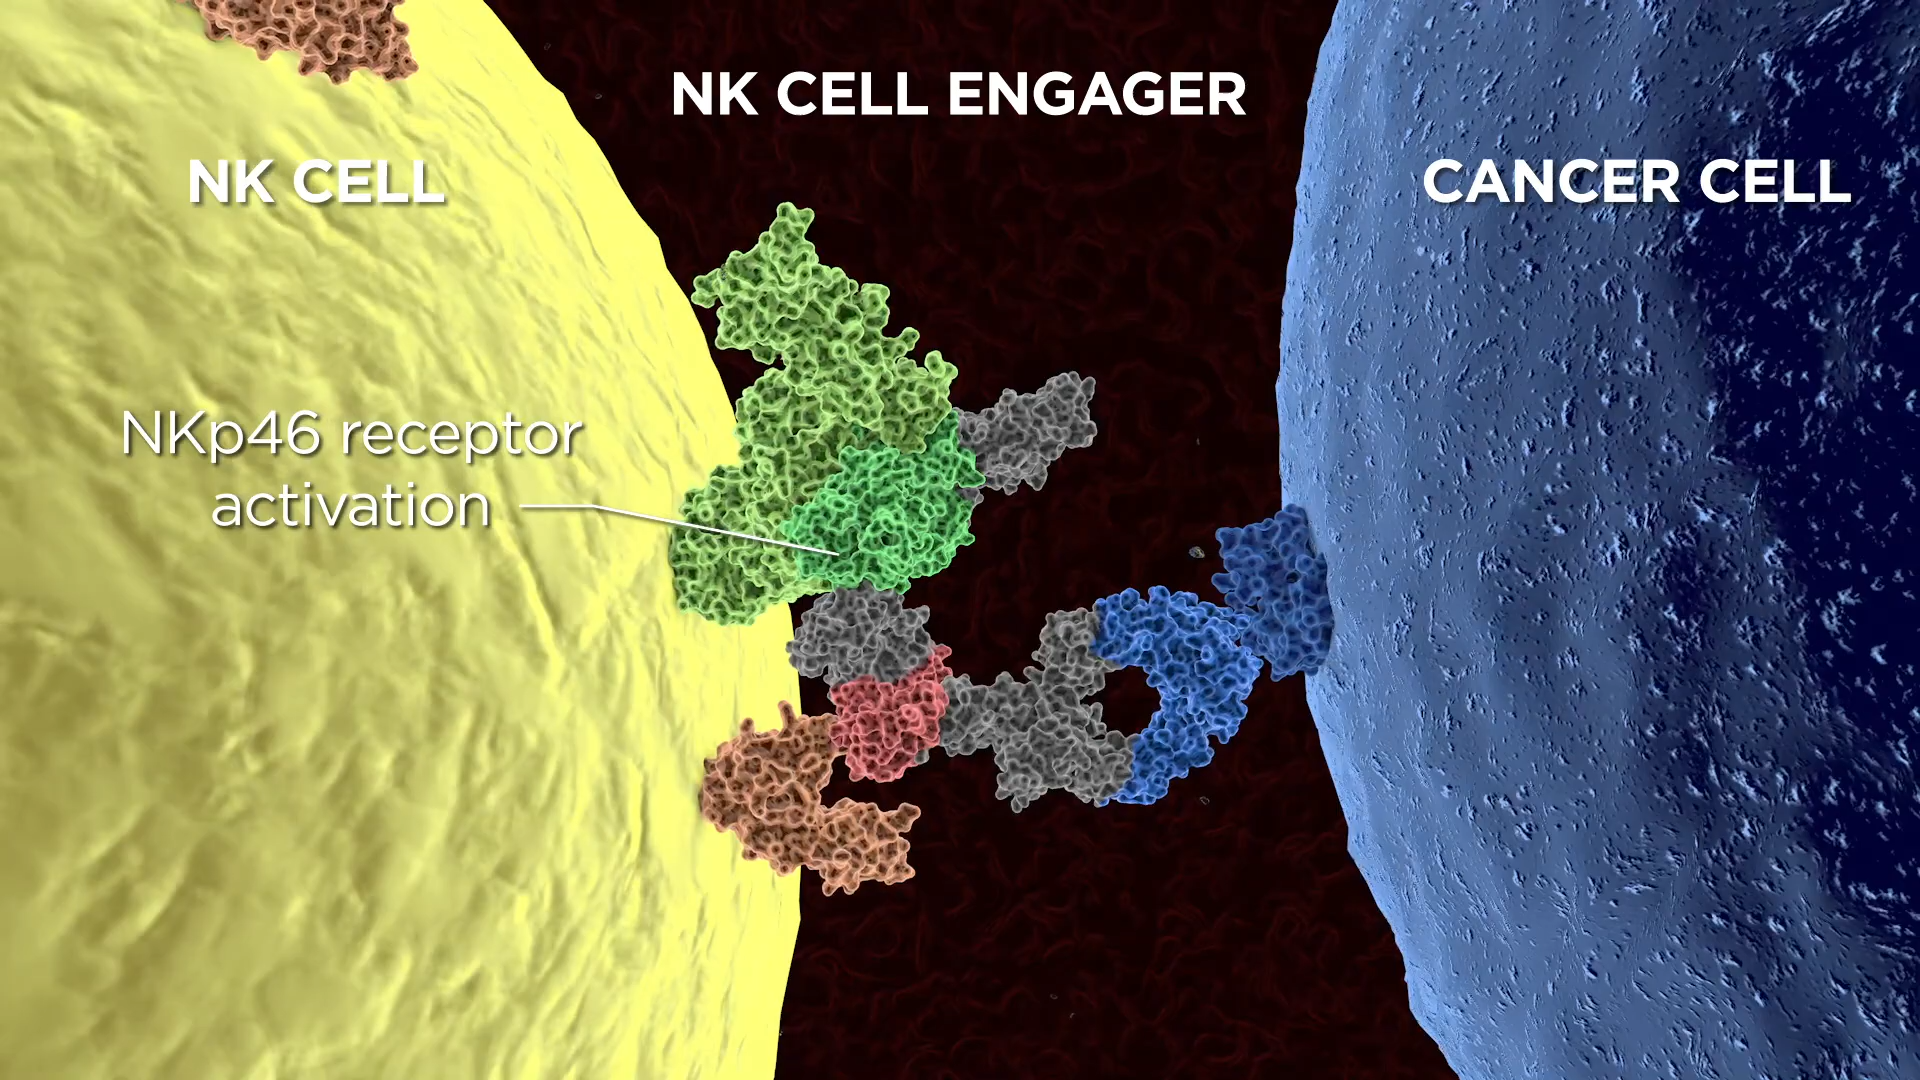 NK CELL ENGAGER
NK CELL
CANCER CELL
NKp46 receptor
activation